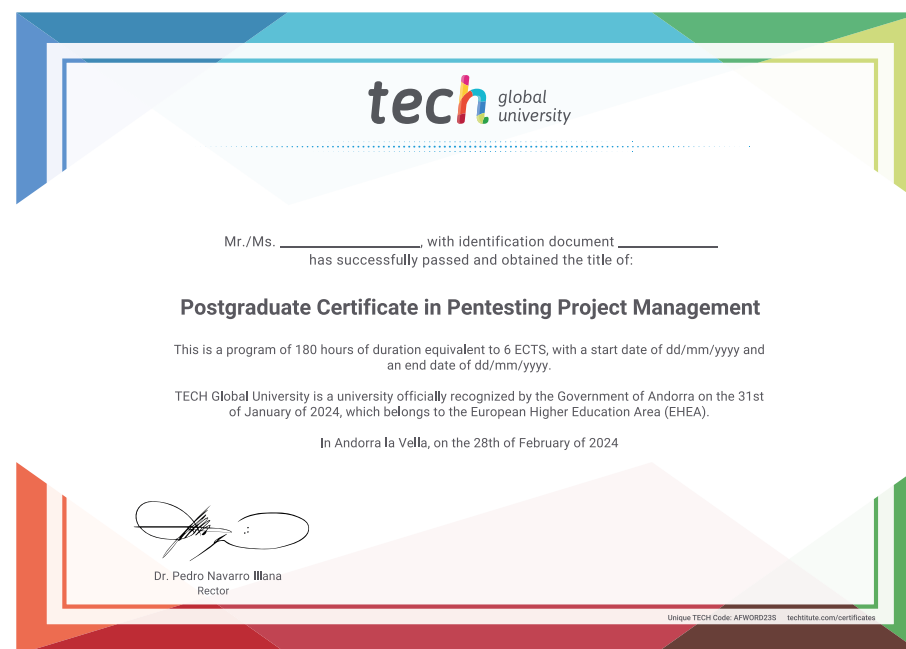 tech global
university
Mr./Ms. ____________________, with identification document ______________
has successfully passed and obtained the title of:
Postgraduate Certificate in Pentesting Project Management
This is a program of 180 hours of duration equivalent to 6 ECTS, with a start date of dd/mm/yyyy and
an end date of dd/mm/yyyy.
TECH Global University is a university officially recognized by the Government of Andorra on the 31st
of January of 2024, which belongs to the European Higher Education Area (EHEA).
In Andorra la Vella, on the 28th of February of 2024
Dr. Pedro Navarro Illana
Rector
Unique TECH Code: AFWORD23S techtitute.com/certificates